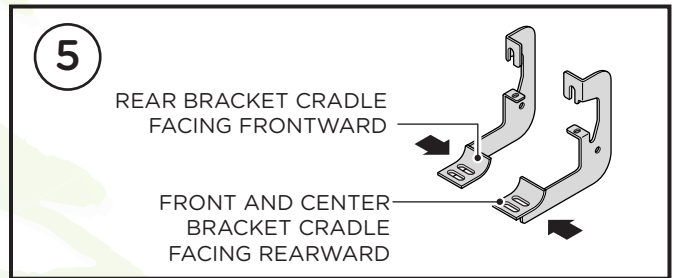 5
REAR BRACKET CRADLE
FACING FRONTWARD
FRONT AND CENTER
BRACKET CRADLE
FACING REARWARD